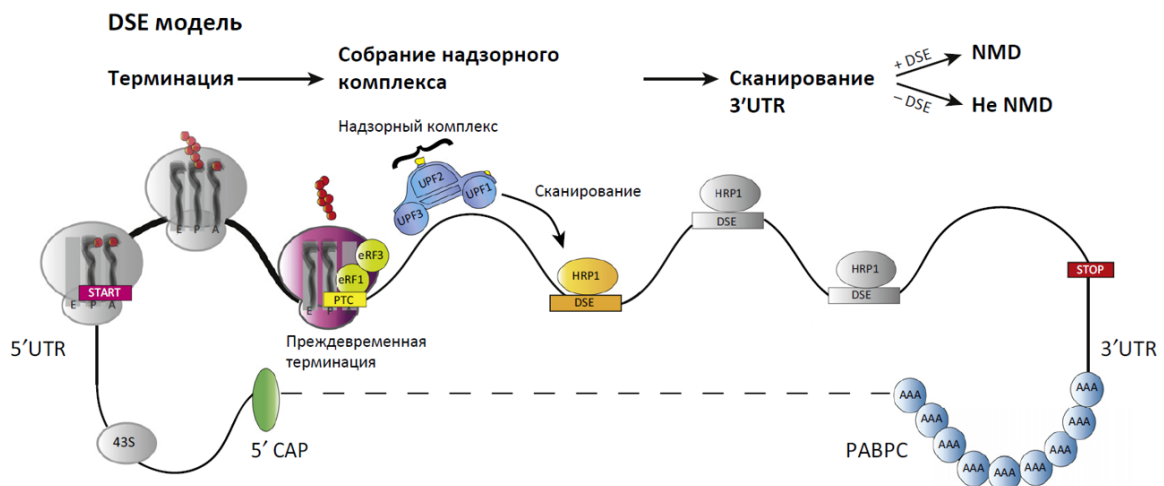 DSE модель
Терминация
Собрание надзорного
комплекса
Сканирование
3′UTR
+ DSE
NMD
– DSE
Не NMD
Надзорный комплекс
UPF2
UPF1
UPF3
Сканирование
HRP1
DSE
HRP1
DSE
HRP1
DSE
STOP
E P A
START
E P A
eRF3
eRF1
PTC
E P
Преждевременная
терминация
5′UTR
3′UTR
43S
5′ CAP
PABPC
AAA
AAA
AAA
AAA
AAA
AAA
AAA
AAA
AAA